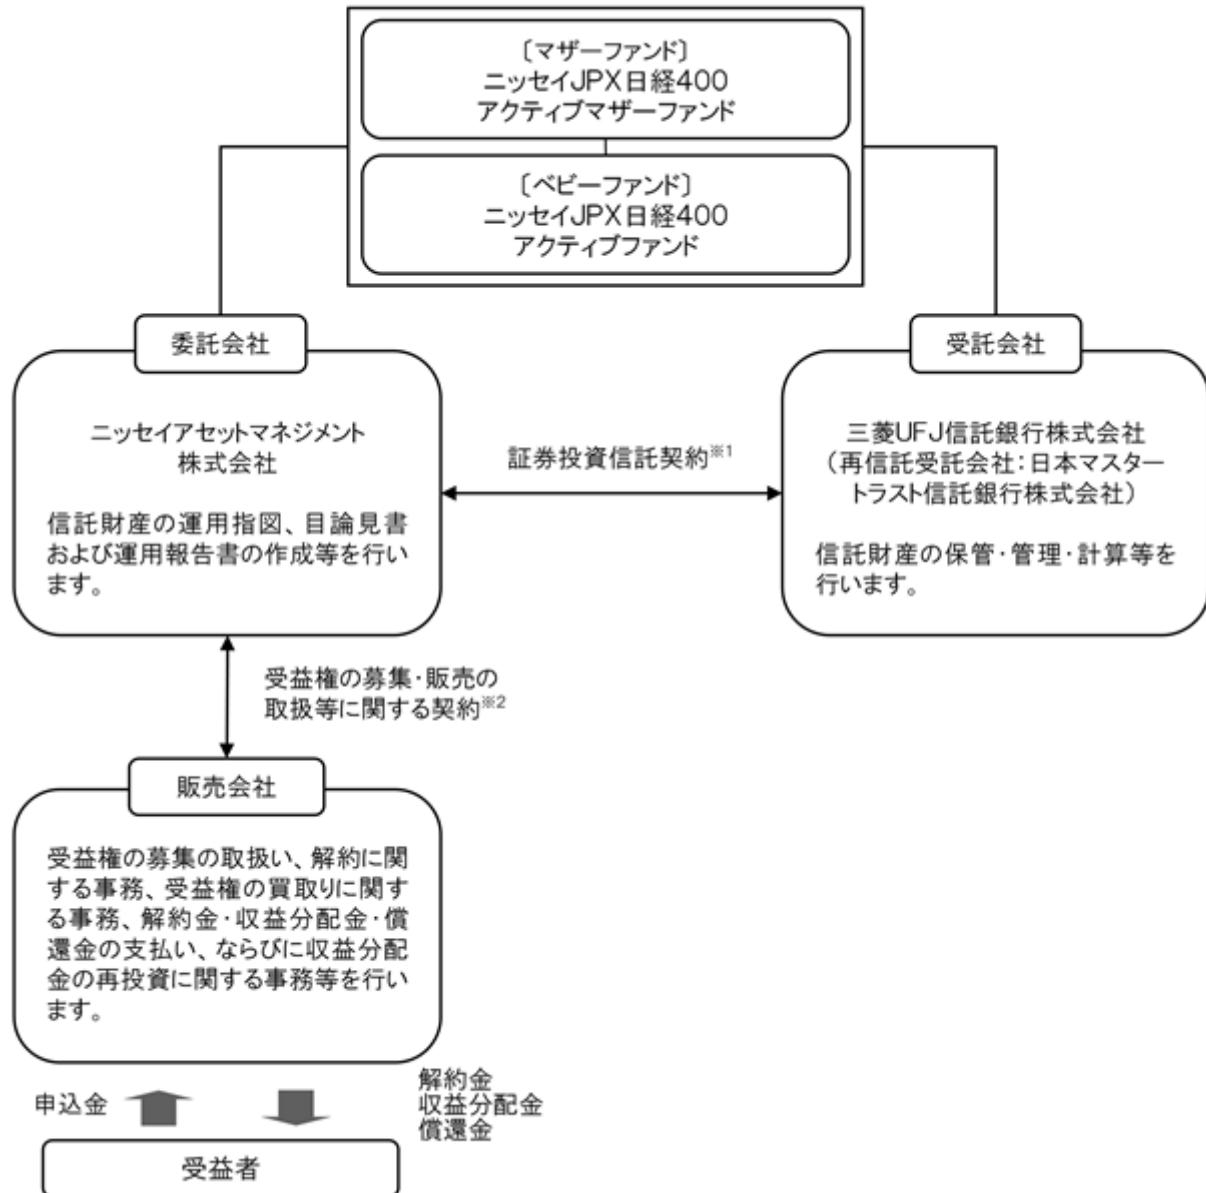 〔マザーファンド〕
ニッセイJPX日経400
アクティブマザーファンド
〔ベビーファンド〕
ニッセイJPX日経400
アクティブファンド
委託会社
ニッセイアセットマネジメント
株式会社
信託財産の運用指図、目論見書
および運用報告書の作成等を行い
ます。
証券投資信託契約※1
受託会社
三菱UFJ信託銀行株式会社
(再信託受託会社:日本マスター
トラスト信託銀行株式会社)
信託財産の保管・管理・計算等を
行います。
受益権の募集・販売の
取扱等に関する契約※2
販売会社
受益権の募集の取扱い、解約に関
する事務、受益権の買取りに関す
る事務、解約金・収益分配金・償
還金の支払い、ならびに収益分配
金の再投資に関する事務等を行い
ます。
申込金
解約金
収益分配金
償還金
受益者